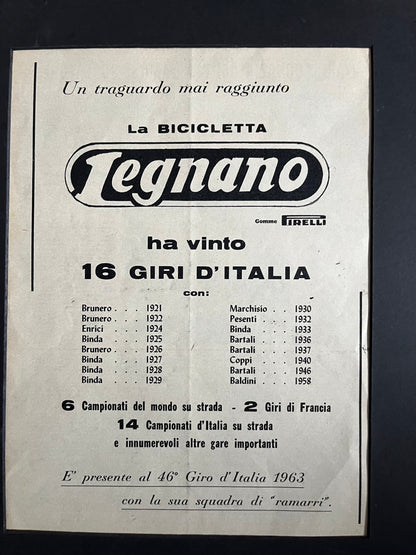 Un traguardo mai raggiunto
La BICICLETTA
Legnano
Gomme PIRELLI
ha vinto
16 GIRI D'ITALIA
con:
Brunero . . . 1921 Marchisio . . 1930
Brunero . . . 1922 Pesenti . . . 1932
Enrici . . . 1924 Binda . . . 1933
Binda . . . 1925 Bartali . . . 1936
Brunero . . . 1926 Bartali . . . 1937
Binda . . . 1927 Coppi . . . 1940
Binda . . . 1928 Bartali . . . 1946
Binda . . . 1929 Baldini . . . 1958
6 Campionati del mondo su strada - 2 Giri di Francia
14 Campionati d'Italia su strada
e innumerevoli altre gare importanti
E' presente al 46° Giro d'Italia 1963
con la sua squadra di "ramarri".